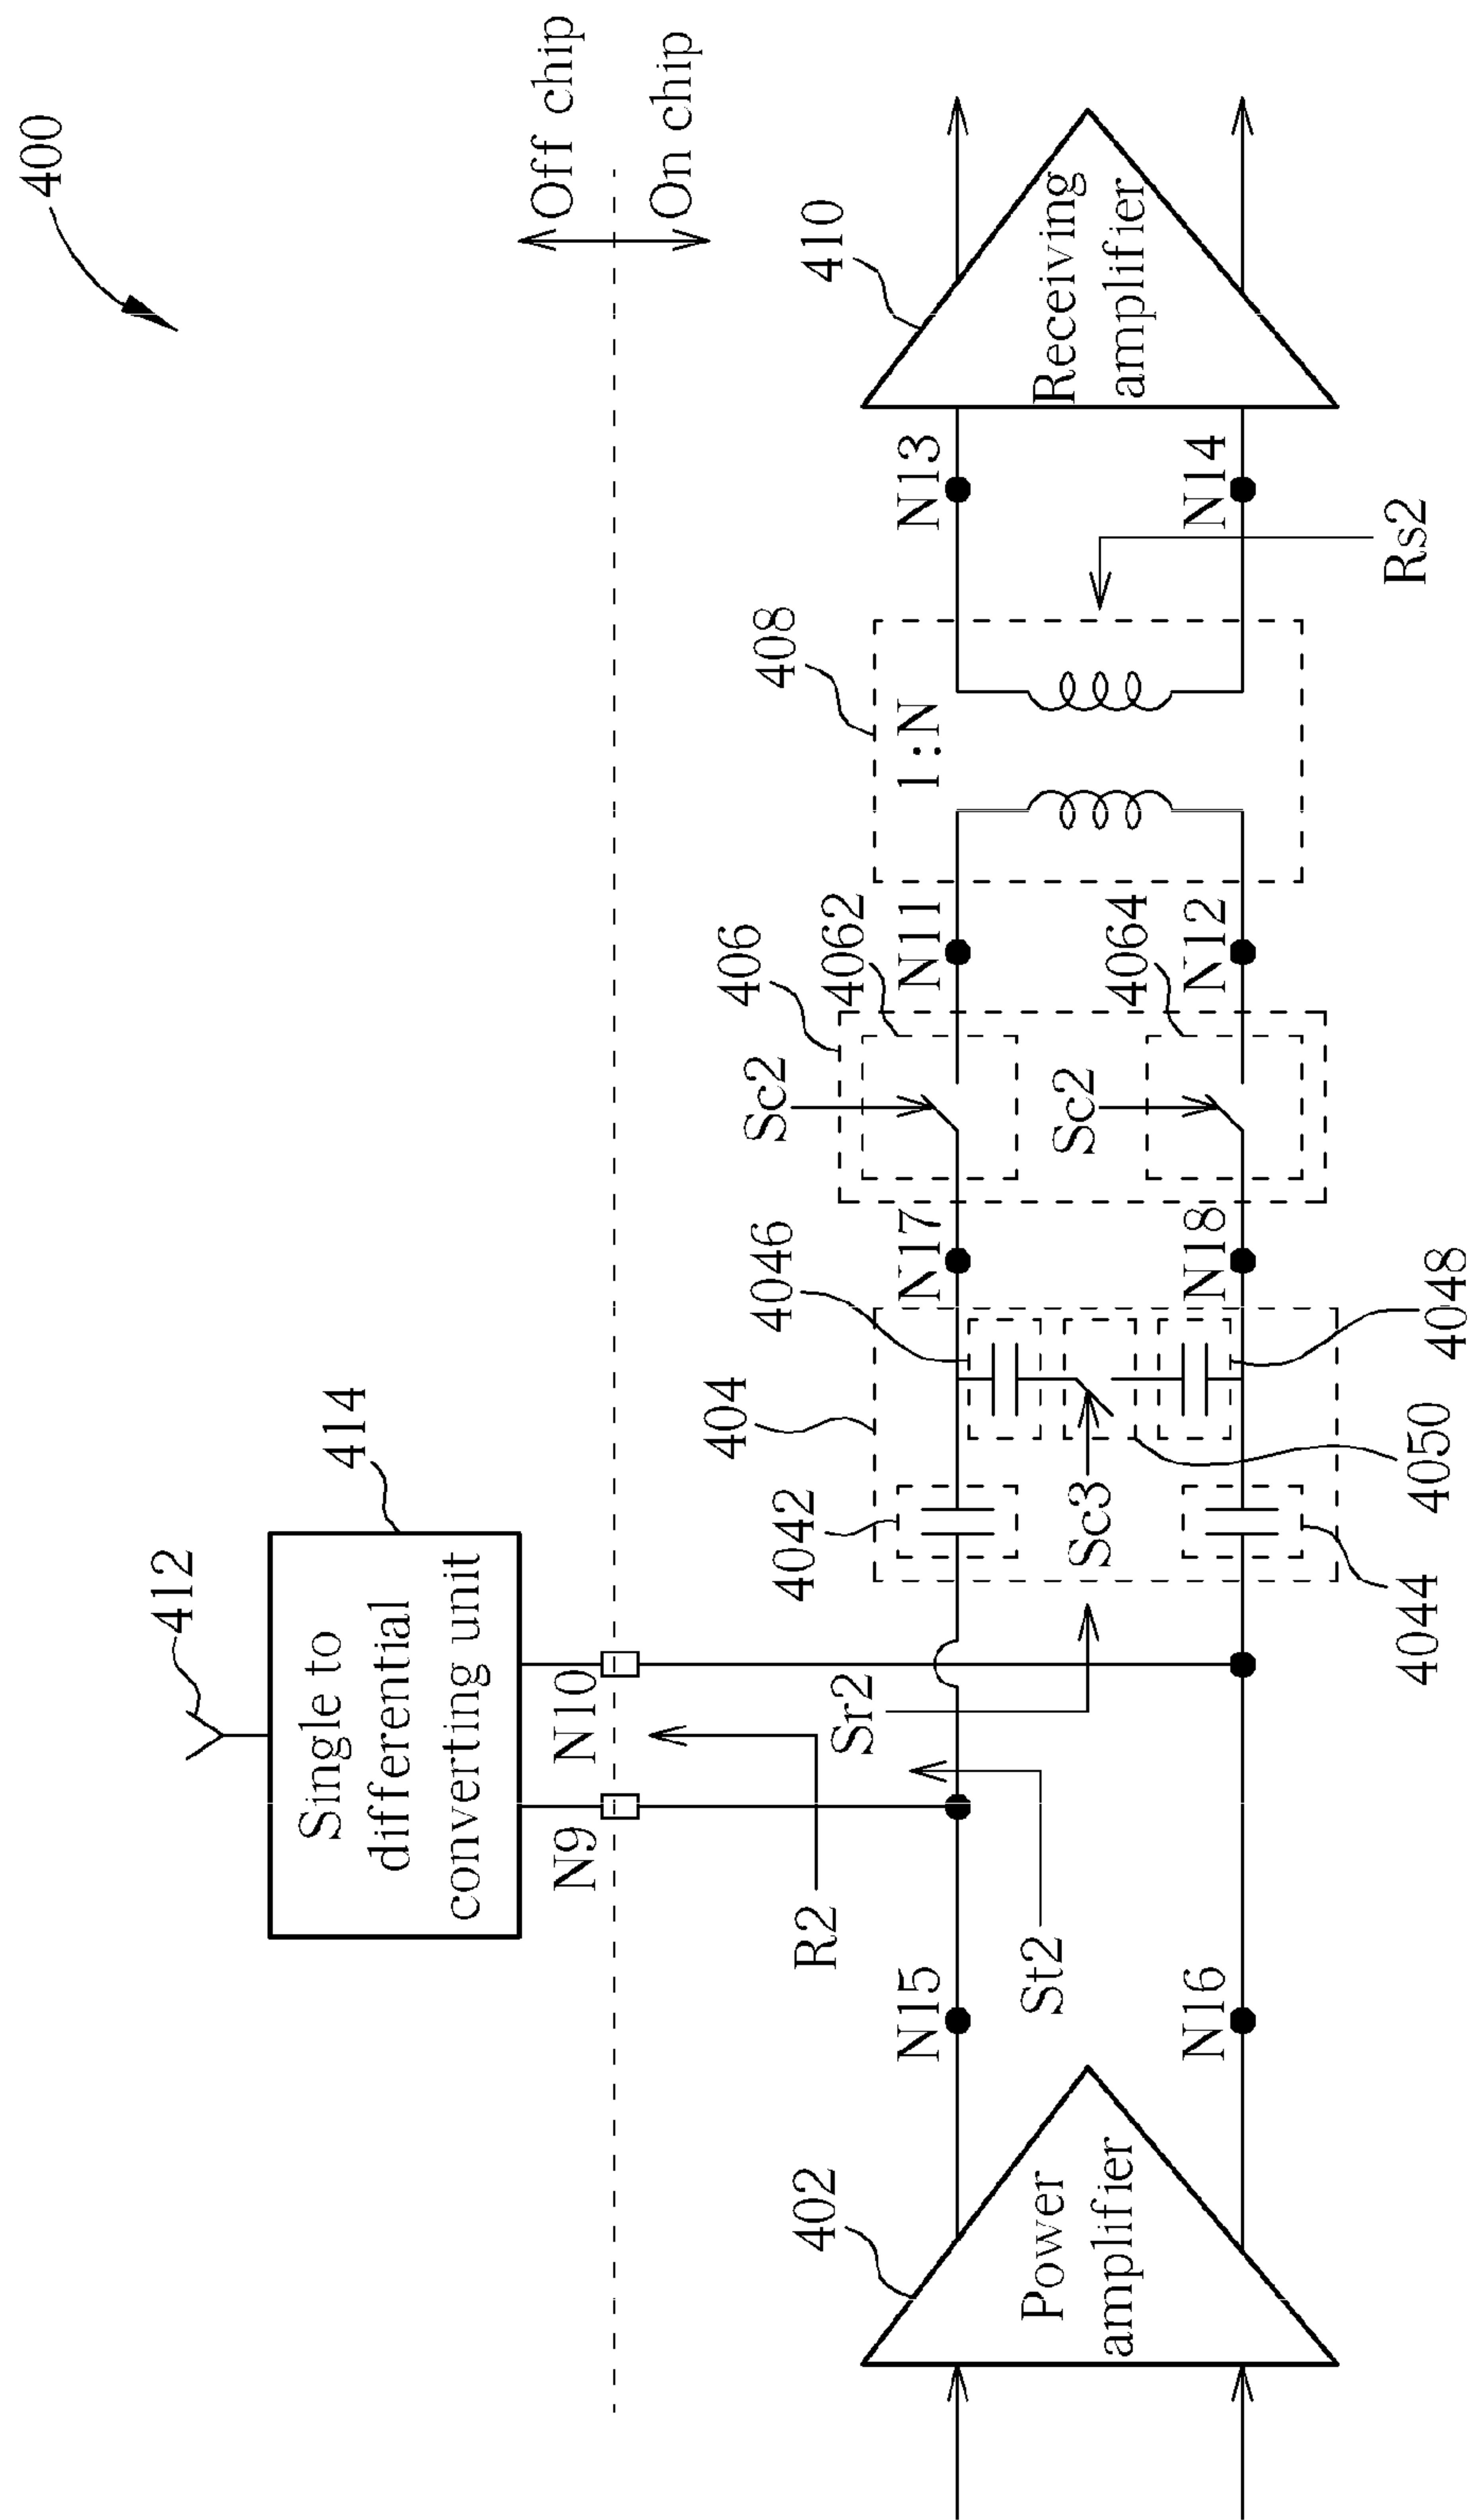 400
Off chip
On chip
412
414
Single to
differential
converting unit
N9
N10
R2
Sr2
St2
402
Power
amplifier
N15
N16
404
4042
4044
4046
4048
4050
Sc3
N17
N18
406
4062
4064
Sc2
Sc2
N11
N12
408
1:N
Rs2
N13
N14
410
Receiving
amplifier